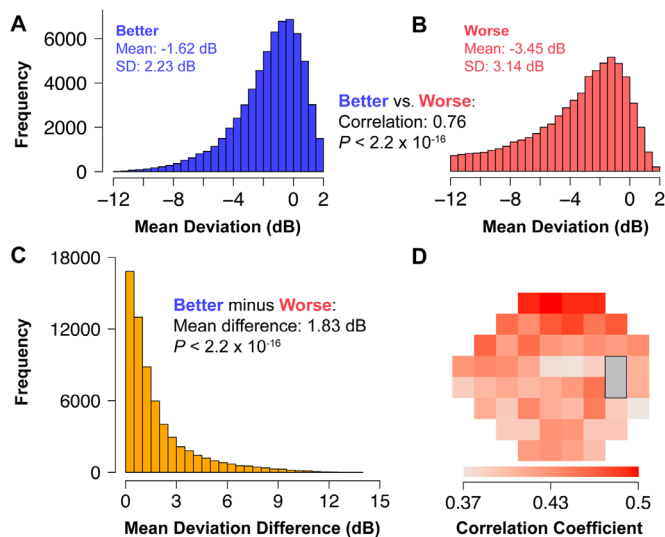 A
Better
Mean: -1.62 dB
SD: 2.23 dB
Frequency
6000
4000
2000
0
−12
−8
−4
0
2
Mean Deviation (dB)
Better vs. Worse:
Correlation: 0.76
P < 2.2 x 10-16
B
Worse
Mean: -3.45 dB
SD: 3.14 dB
−12
−8
−4
0
2
Mean Deviation (dB)
C
Frequency
18000
12000
6000
0
Better minus Worse:
Mean difference: 1.83 dB
P < 2.2 x 10-16
0
3
6
9
12
15
Mean Deviation Difference (dB)
D
0.37
0.43
0.5
Correlation Coefficient